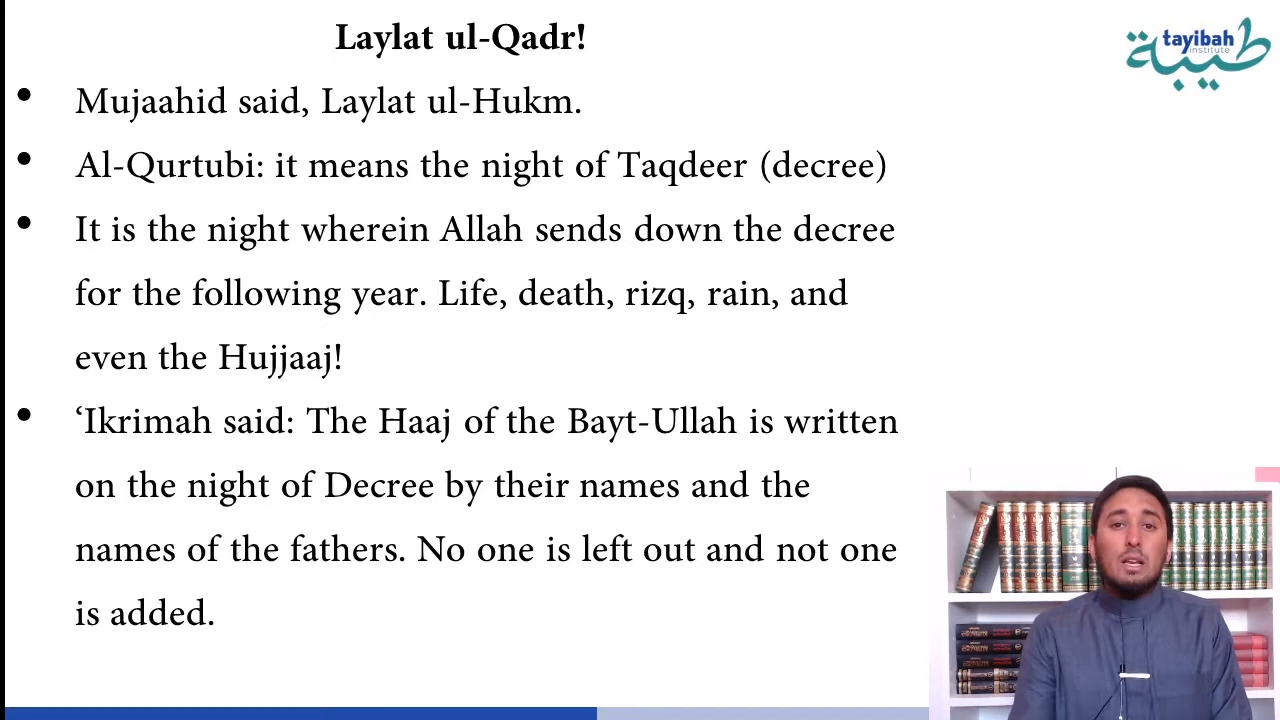 Laylat ul-Qadr!
tayibah
institute
طيبة
• Mujaahid said, Laylat ul-Hukm.
• Al-Qurtubi: it means the night of Taqdeer (decree)
• It is the night wherein Allah sends down the decree
for the following year. Life, death, rizq, rain, and
even the Hujjaaj!
• ‘Ikrimah said: The Haaj of the Bayt-Ullah is written
on the night of Decree by their names and the
names of the fathers. No one is left out and not one
is added.